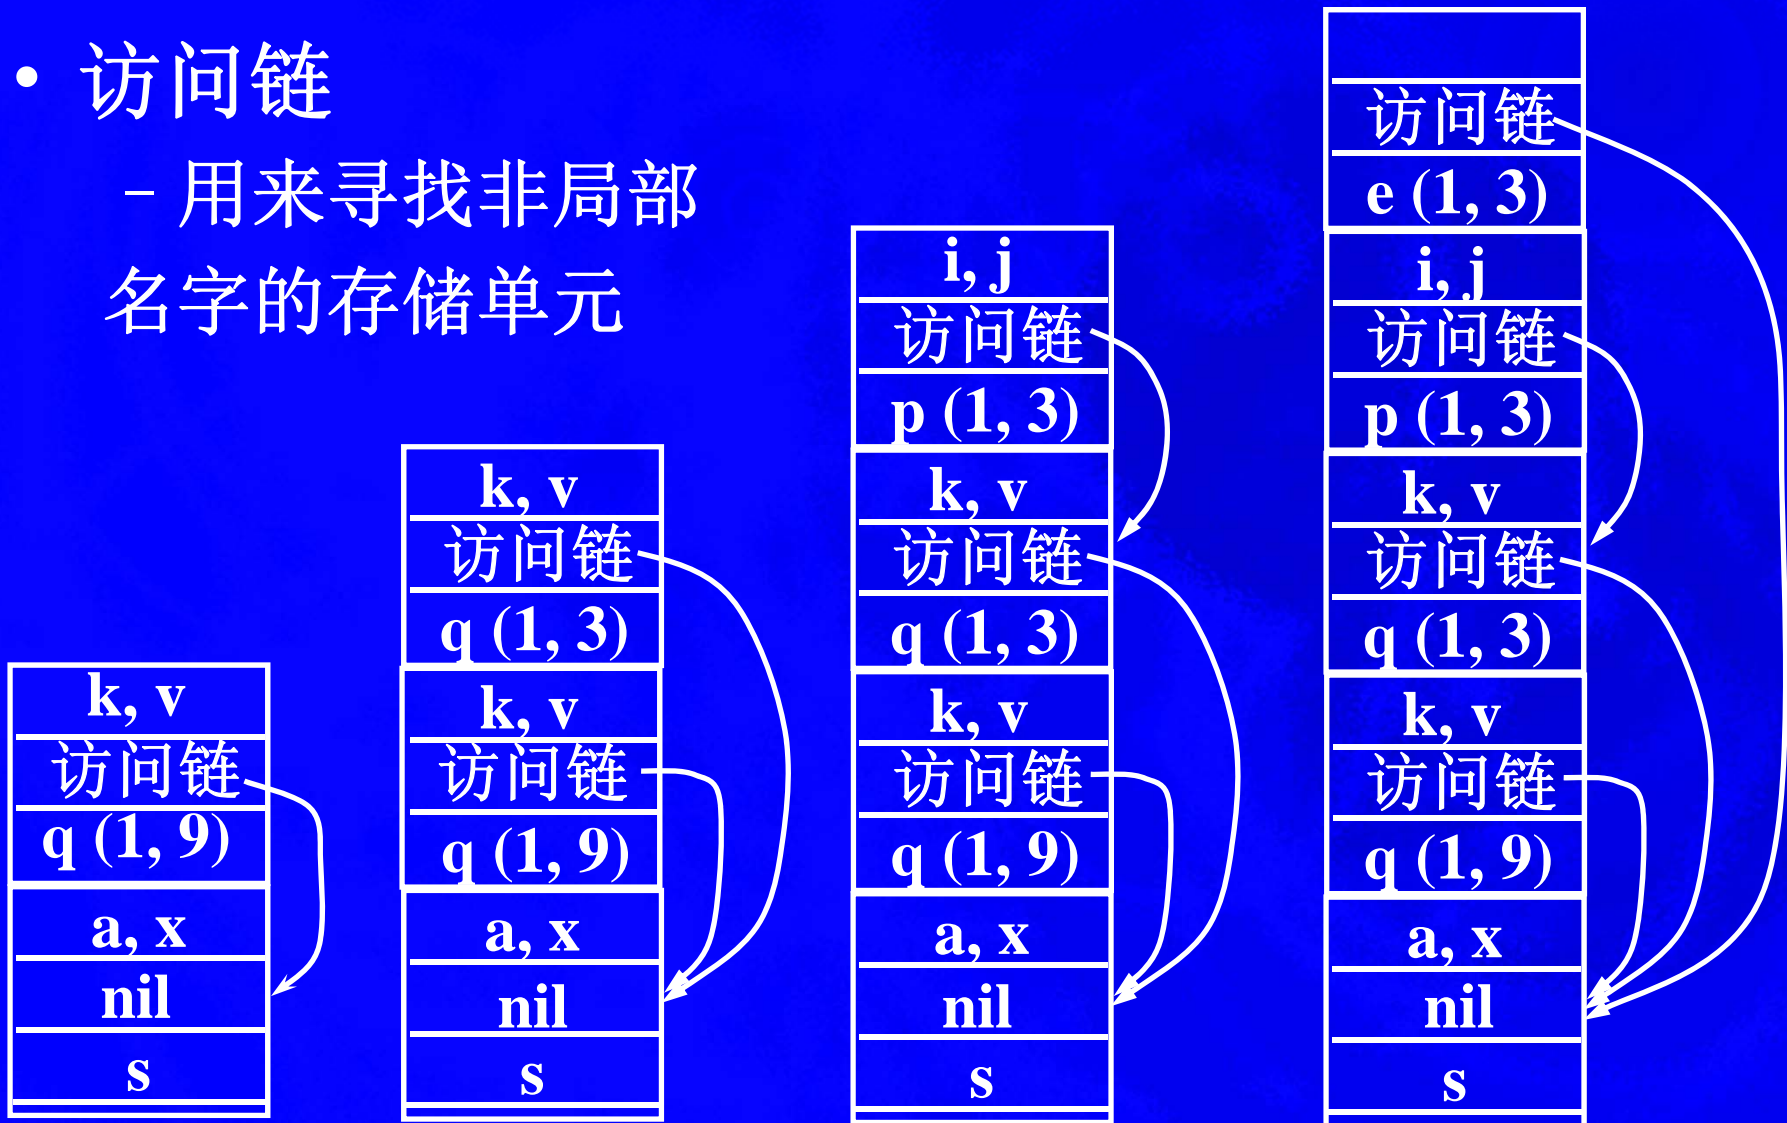 • 访问链
– 用来寻找非局部
名字的存储单元
k, v
访问链
q (1, 9)
a, x
nil
s
k, v
访问链
q (1, 3)
k, v
访问链
q (1, 9)
a, x
nil
s
i, j
访问链
p (1, 3)
k, v
访问链
q (1, 3)
k, v
访问链
q (1, 9)
a, x
nil
s
访问链
e (1, 3)
i, j
访问链
p (1, 3)
k, v
访问链
q (1, 3)
k, v
访问链
q (1, 9)
a, x
nil
s